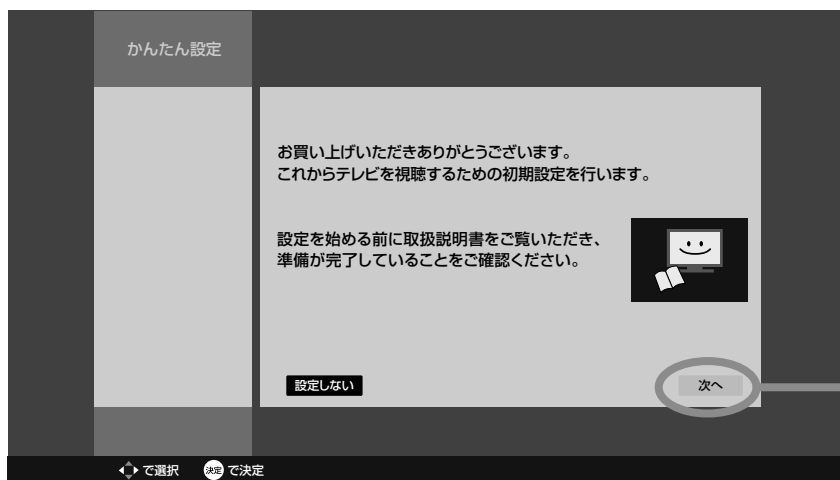 かんたん設定
お買い上げいただきありがとうございます。
これからテレビを視聴するための初期設定を行います。
設定を始める前に取扱説明書をご覧いただき、
準備が完了していることをご確認ください。
設定しない 次へ
で選択 決定 で決定